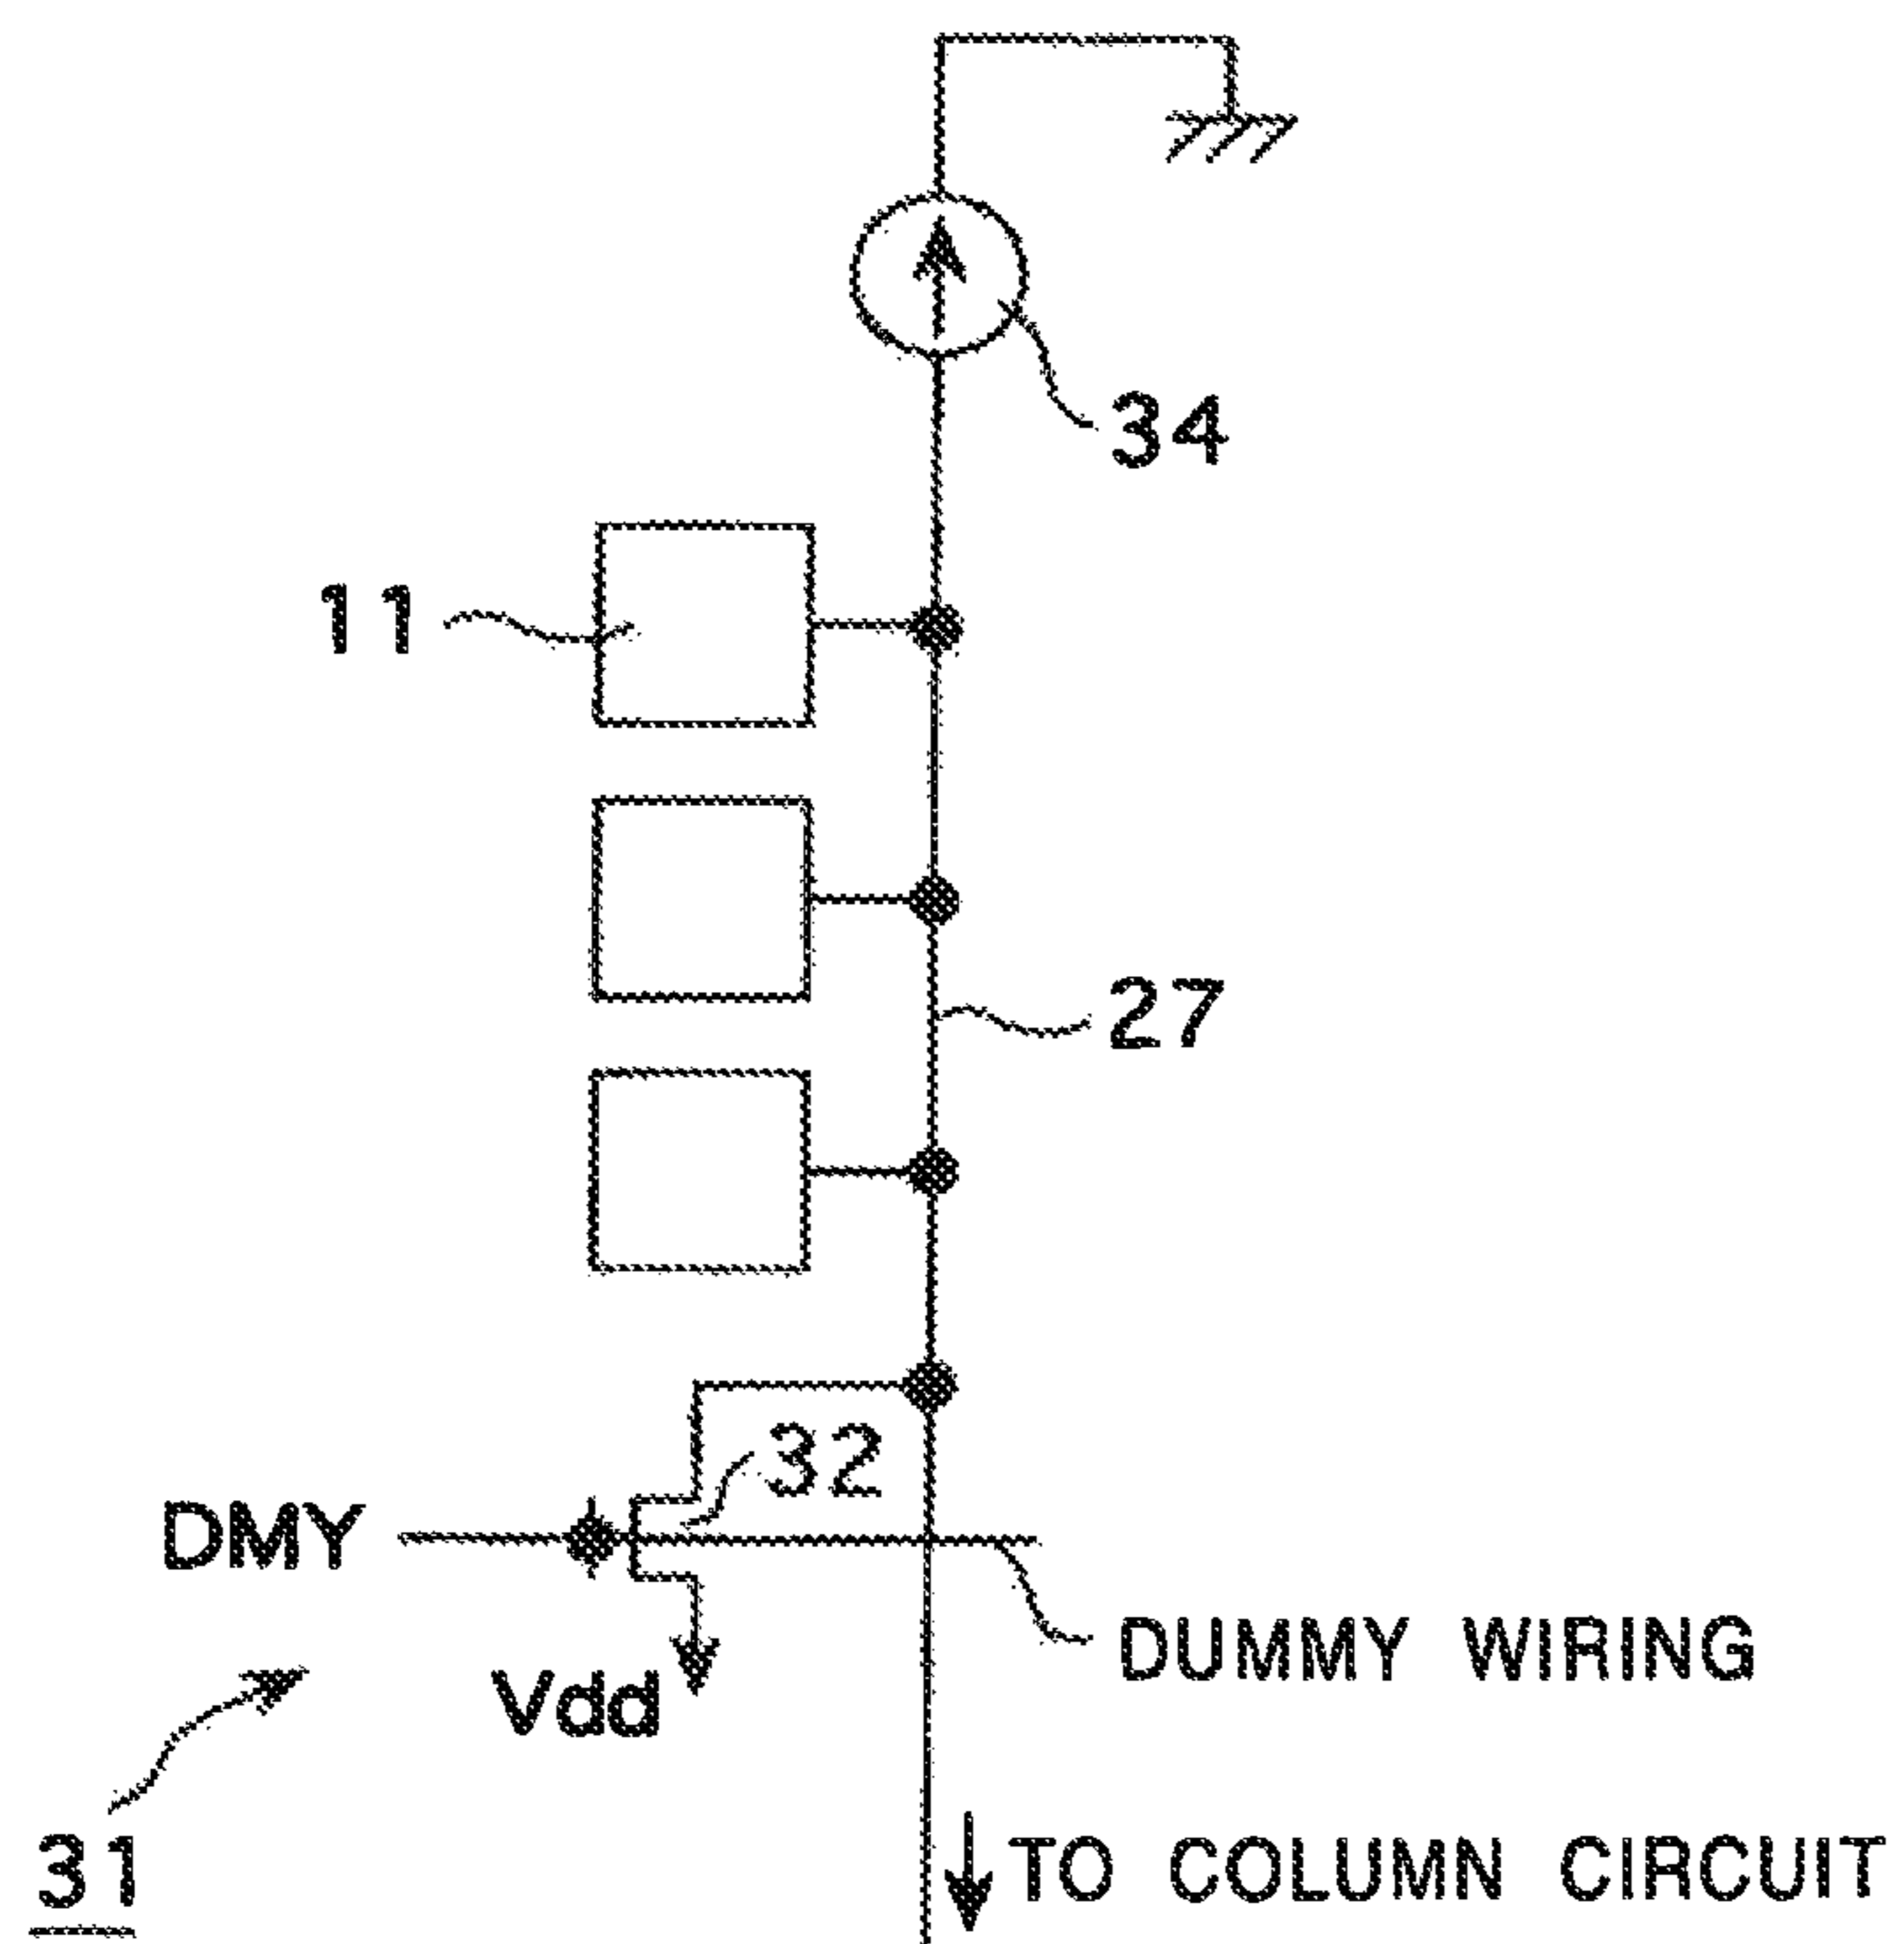 34
11
27
32
DMY
DUMMY WIRING
Vdd
31
TO COLUMN CIRCUIT